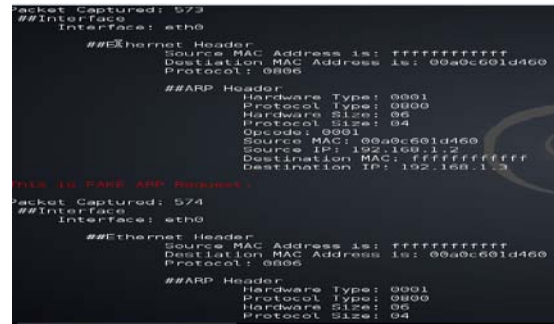 Packet Captured: 573
##Interface
Interface: eth0
##Ethernet Header
Source MAC Address is: ffffffffffff
Destiation MAC Address is: 00a0c601d460
Protocol: 0806
##ARP Header
Hardware Type: 0001
Protocol Type: 0800
Hardware Size: 06
Protocol Size: 04
Opcode: 0001
Source MAC: 00a0c601d460
Source IP: 192.168.1.2
Destination MAC: ffffffffffff
Destination IP: 192.168.1.3
This is FAKE ARP Request.
Packet Captured: 574
##Interface
Interface: eth0
##Ethernet Header
Source MAC Address is: ffffffffffff
Destiation MAC Address is: 00a0c601d460
Protocol: 0806
##ARP Header
Hardware Type: 0001
Protocol Type: 0800
Hardware Size: 06
Protocol Size: 04